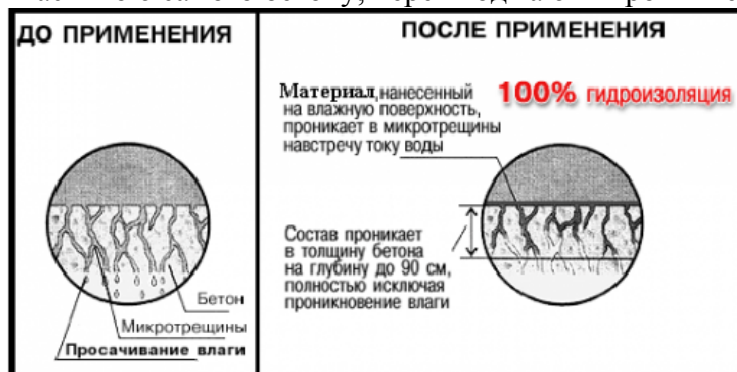 ДО ПРИМЕНЕНИЯ
Бетон
Микротрещины
Просачивание влаги
ПОСЛЕ ПРИМЕНЕНИЯ
Материал, нанесенный
на влажную поверхность,
проникает в микротрещины
навстречу току воды
100% гидроизоляция
Состав проникает
в толщину бетона
на глубину до 90 см,
полностью исключая
проникновение влаги